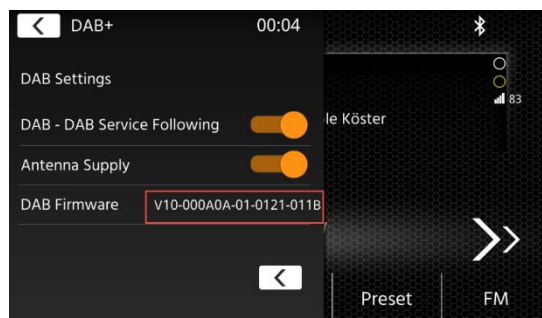 DAB+ 00:04
83
DAB Settings
DAB - DAB Service Following
le Köster
Antenna Supply
DAB Firmware V10-000A0A-01-0121-011B
Preset FM